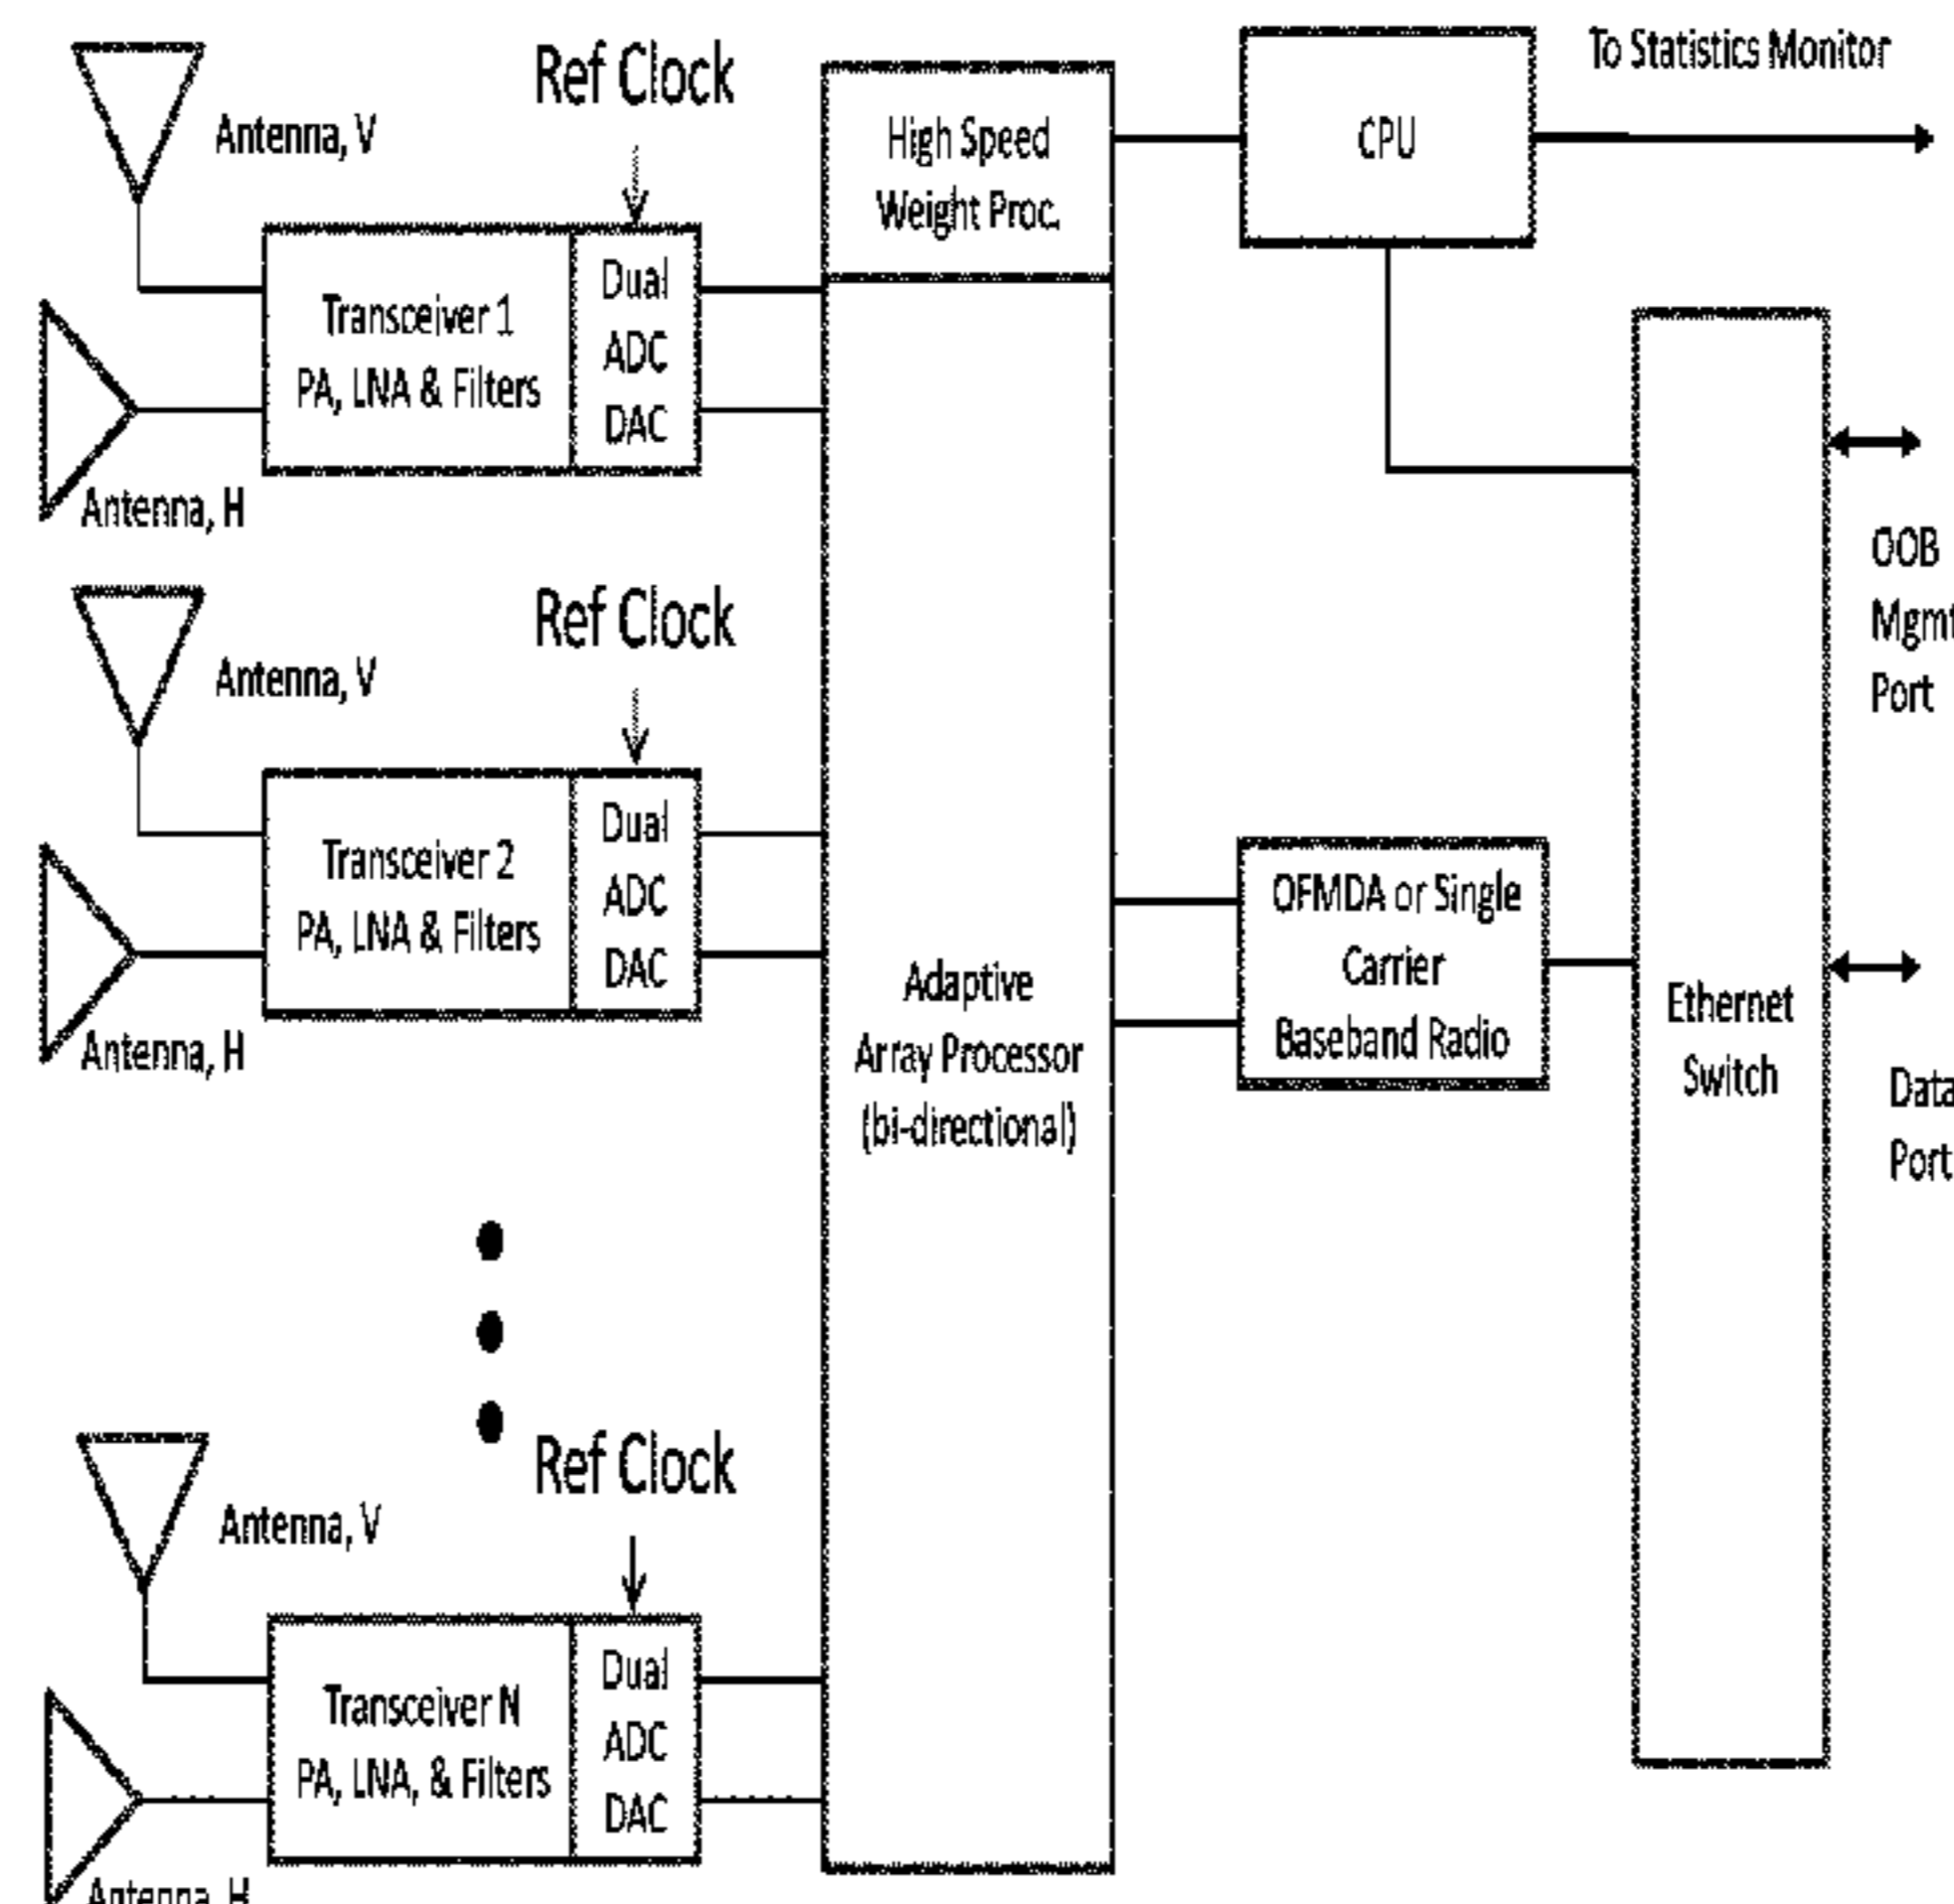 Ref Clock
To Statistics Monitor
Antenna, V
High Speed
Weight Proc.
CPU
Transceiver 1
PA, LNA & Filters
Dual
ADC
DAC
Antenna, H
OOB
Mgmt
Port
Ref Clock
Antenna, V
Transceiver 2
PA, LNA & Filters
Dual
ADC
DAC
Antenna, H
Adaptive
Array Processor
(bi-directional)
OFMDA or Single
Carrier
Baseband Radio
Ethernet
Switch
Data
Port
Ref Clock
Antenna, V
Transceiver N
PA, LNA, & Filters
Dual
ADC
DAC
Antenna, H